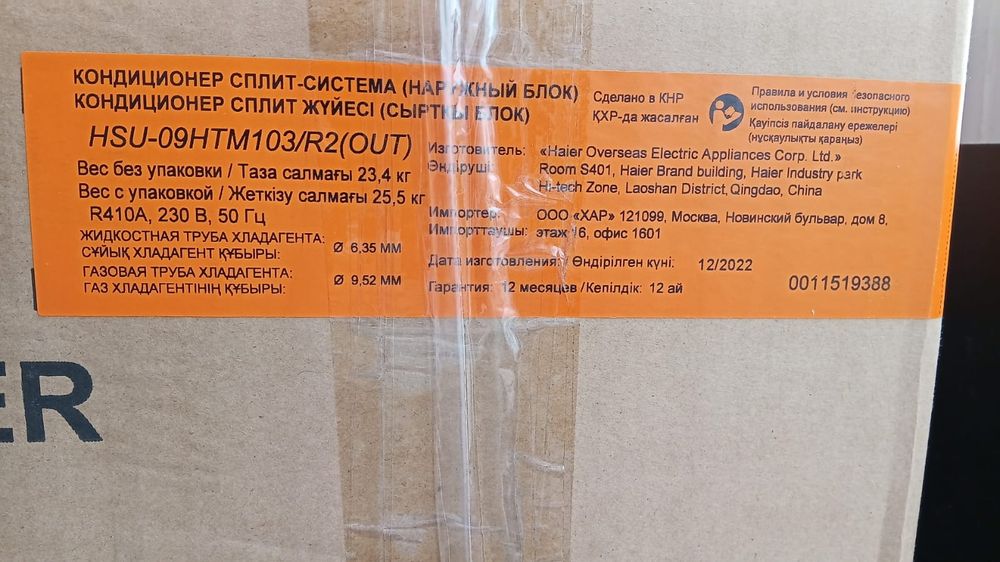 КОНДИЦИОНЕР СПЛИТ-СИСТЕМА (НАРУЖНЫЙ БЛОК)
КОНДИЦИОНЕР СПЛИТ ЖҮЙЕСІ (СЫРТҚЫ БЛОК)
HSU-09HTM103/R2(OUT)
Вес без упаковки / Таза салмағы 23,4 кг
Вес с упаковкой / Жеткізу салмағы 25,5 кг
R410A, 230 В, 50 Гц
ЖИДКОСТНАЯ ТРУБА ХЛАДАГЕНТА:
СҰЙЫҚ ХЛАДАГЕНТ ҚҰБЫРЫ:
Ø 6,35 ММ
ГАЗОВАЯ ТРУБА ХЛАДАГЕНТА:
ГАЗ ХЛАДАГЕНТІНІҢ ҚҰБЫРЫ:
Ø 9,52 ММ
Сделано в КНР
ҚХР-да жасалған
Правила и условия безопасного
использования (см. инструкцию)
Қауіпсіз пайдалану ережелері
(нұсқаулықты қараңыз)
Изготовитель: «Haier Overseas Electric Appliances Corp. Ltd.»
Өндіруші: Room S401, Haier Brand building, Haier Industry park
Hi-tech Zone, Laoshan District, Qingdao, China
Импортер: ООО «ХАР» 121099, Москва, Новинский бульвар, дом 8,
Импорттаушы: этаж 16, офис 1601
Дата изготовления: / Өндірілген күні: 12/2022
Гарантия: 12 месяцев / Кепілдік: 12 ай
0011519388
ER